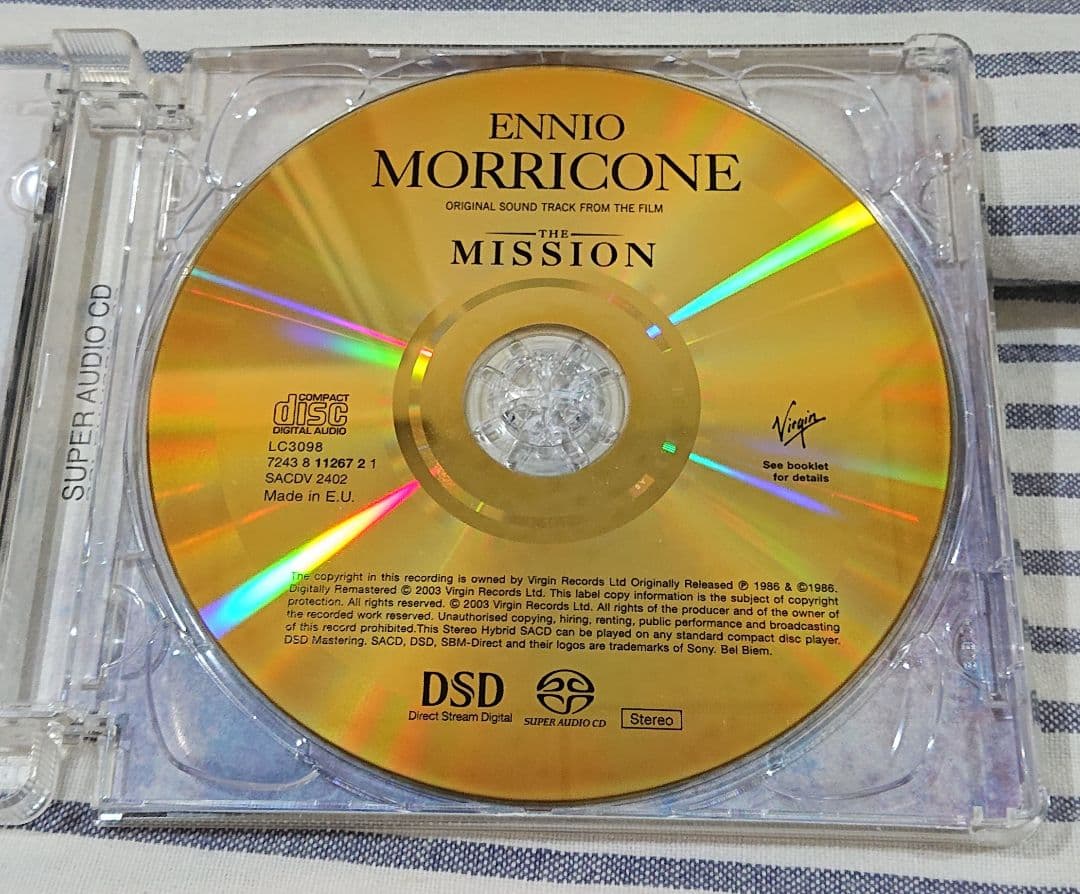 ENNIO
MORRICONE
ORIGINAL SOUND TRACK FROM THE FILM
THE
MISSION
SUPER AUDIO CD
COMPACT
disc
DIGITAL AUDIO
LC3098
7243 8 11267 2 1
SACDV 2402
Made in E.U.
Virgin
See booklet
for details
The copyright in this recording is owned by Virgin Records Ltd Originally Released ℗ 1986 & ©1986.
Digitally Remastered © 2003 Virgin Records Ltd. This label copy information is the subject of copyright
protection. All rights reserved. © 2003 Virgin Records Ltd. All rights of the producer and of the owner of
the recorded work reserved. Unauthorised copying, hiring, renting, public performance and broadcasting
of this record prohibited.This Stereo Hybrid SACD can be played on any standard compact disc player.
DSD Mastering. SACD, DSD, SBM-Direct and their logos are trademarks of Sony. Bel Biem.
DSD
Direct Stream Digital
SUPER AUDIO CD
Stereo